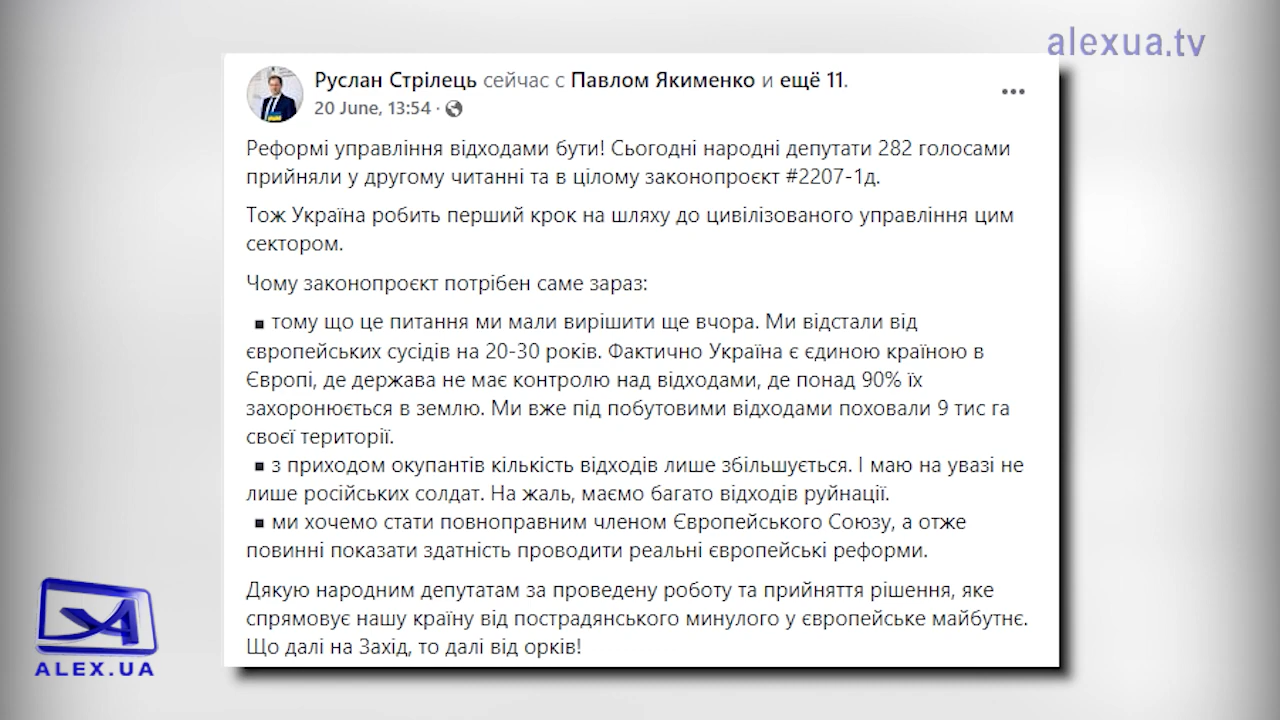 alexua.tv
Руслан Стрілець сейчас с Павлом Якименко и ещё 11.
20 June, 13:54 ·
Реформі управління відходами бути! Сьогодні народні депутати 282 голосами
прийняли у другому читанні та в цілому законопроєкт #2207-1д.
Тож Україна робить перший крок на шляху до цивілізованого управління цим
сектором.
Чому законопроєкт потрібен саме зараз:
▪ тому що це питання ми мали вирішити ще вчора. Ми відстали від
європейських сусідів на 20-30 років. Фактично Україна є єдиною країною в
Європі, де держава не має контролю над відходами, де понад 90% їх
захоронюється в землю. Ми вже під побутовими відходами поховали 9 тис га
своєї території.
▪ з приходом окупантів кількість відходів лише збільшується. І маю на увазі не
лише російських солдат. На жаль, маємо багато відходів руйнації.
▪ ми хочемо стати повноправним членом Європейського Союзу, а отже
повинні показати здатність проводити реальні європейські реформи.
Дякую народним депутатам за проведену роботу та прийняття рішення, яке
спрямовує нашу країну від пострадянського минулого у європейське майбутнє.
Що далі на Захід, то далі від орків!
ALEX.UA